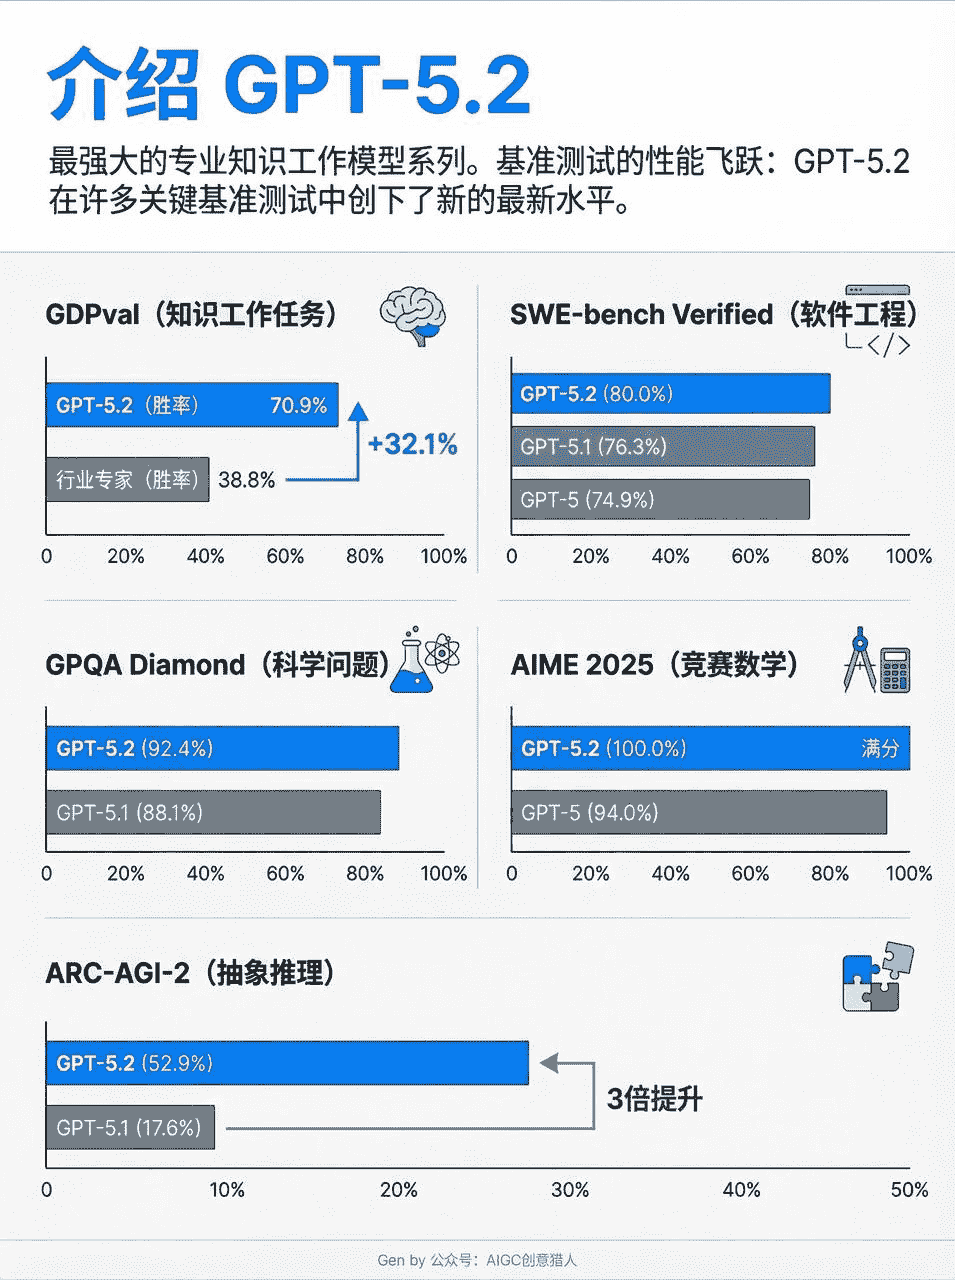 介绍 GPT-5.2
最强大的专业知识工作模型系列。基准测试的性能飞跃：GPT-5.2
在许多关键基准测试中创下了新的最新水平。
GDPval（知识工作任务）
GPT-5.2（胜率） 70.9%
+32.1%
行业专家（胜率） 38.8%
0 20% 40% 60% 80% 100%
SWE-bench Verified（软件工程）
</>
GPT-5.2 (80.0%)
GPT-5.1 (76.3%)
GPT-5 (74.9%)
0 20% 40% 60% 80% 100%
GPQA Diamond（科学问题）
GPT-5.2 (92.4%)
GPT-5.1 (88.1%)
0 20% 40% 60% 80% 100%
AIME 2025（竞赛数学）
GPT-5.2 (100.0%) 满分
GPT-5 (94.0%)
0 20% 40% 60% 80% 100%
ARC-AGI-2（抽象推理）
GPT-5.2 (52.9%)
3倍提升
GPT-5.1 (17.6%)
0 10% 20% 30% 40% 50%
Gen by 公众号：AIGC创意猎人